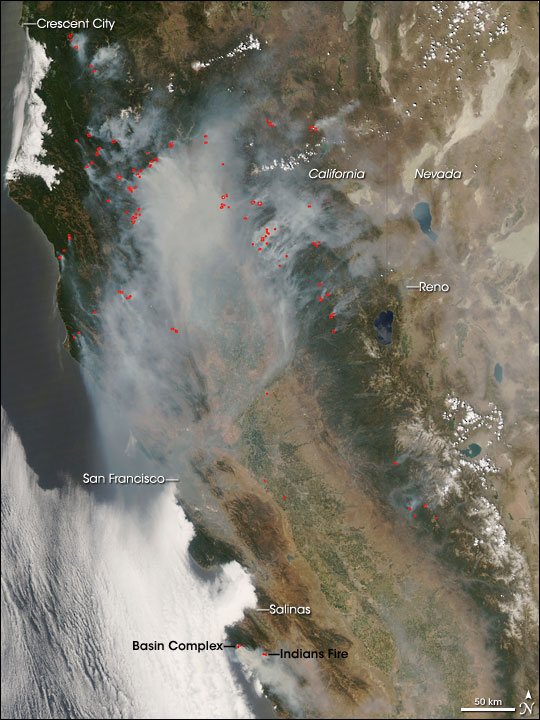 Crescent City
California
Nevada
Reno
San Francisco
Salinas
Basin Complex
Indians Fire
50 km
N